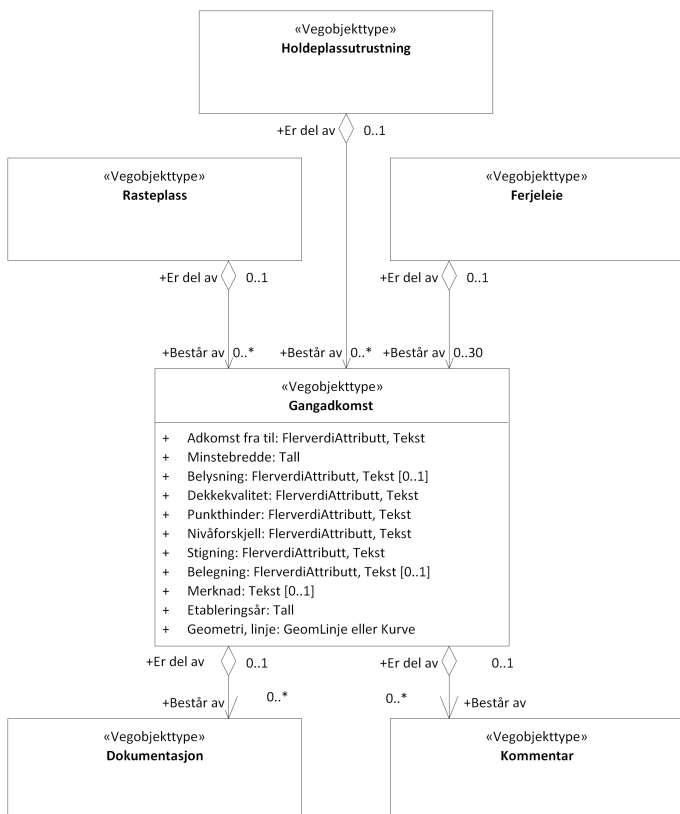 «Vegobjekttype»
Holdeplassutrustning
+Er del av 0..1
«Vegobjekttype»
Rasteplass
«Vegobjekttype»
Ferjeleie
+Er del av 0..1
+Er del av 0..1
+Består av 0..*
+Består av 0..*
+Består av 0..30
«Vegobjekttype»
Gangadkomst
+ Adkomst fra til: FlerverdiAttributt, Tekst
+ Minstebredde: Tall
+ Belysning: FlerverdiAttributt, Tekst [0..1]
+ Dekkekvalitet: FlerverdiAttributt, Tekst
+ Punkthinder: FlerverdiAttributt, Tekst
+ Nivåforskjell: FlerverdiAttributt, Tekst
+ Stigning: FlerverdiAttributt, Tekst
+ Belegning: FlerverdiAttributt, Tekst [0..1]
+ Merknad: Tekst [0..1]
+ Etableringsår: Tall
+ Geometri, linje: GeomLinje eller Kurve
+Er del av 0..1
+Er del av 0..1
+Består av 0..*
0..* +Består av
«Vegobjekttype»
Dokumentasjon
«Vegobjekttype»
Kommentar